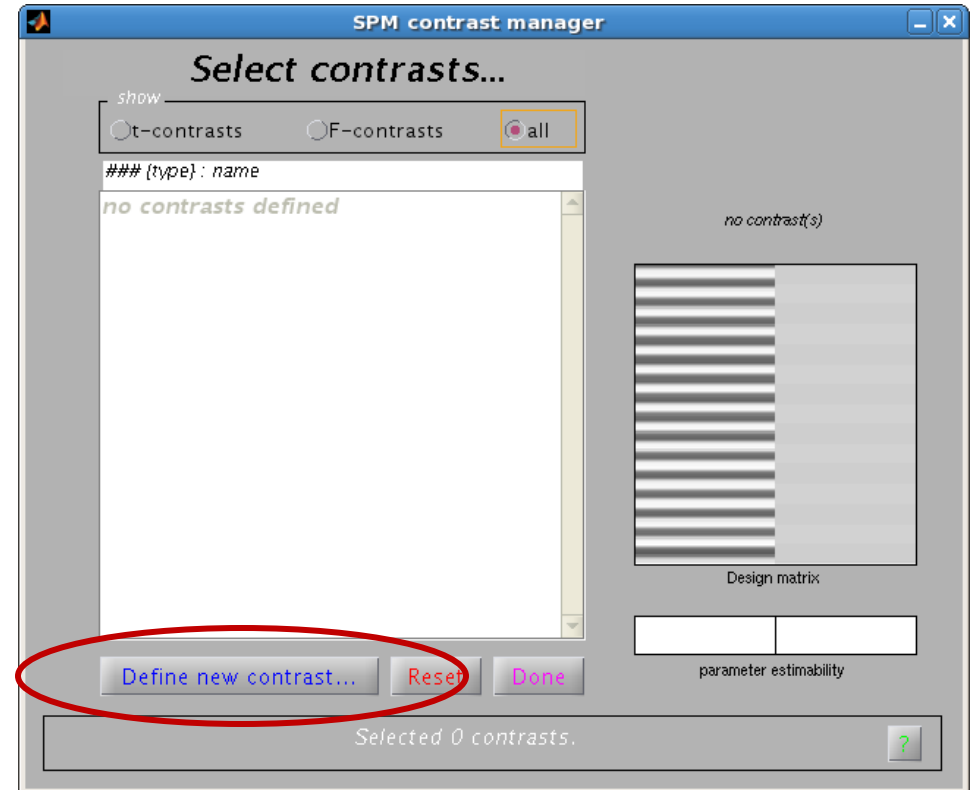 SPM contrast manager
Select contrasts...
show
t-contrasts F-contrasts all
### {type} : name
no contrasts defined
no contrast(s)
Design matrix
parameter estimability
Define new contrast... Reset Done
Selected 0 contrasts.
?